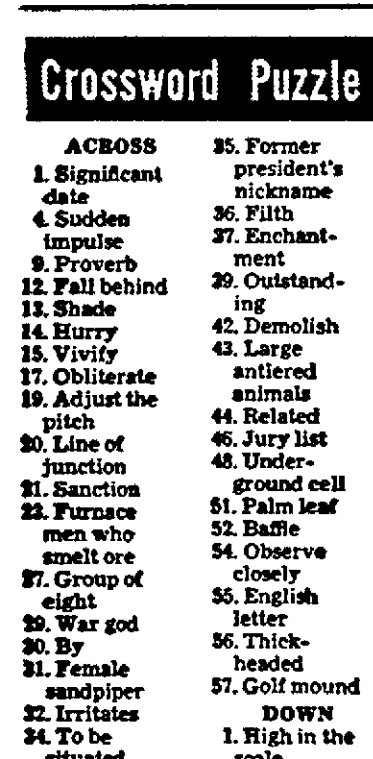 Crossword Puzzle
ACROSS
1. Significant
date
4. Sudden
impulse
9. Proverb
12. Fall behind
13. Shade
14. Hurry
15. Vivify
17. Obliterate
19. Adjust the
pitch
20. Line of
junction
21. Sanction
23. Furnace
men who
smelt ore
27. Group of
eight
29. War god
30. By
31. Female
sandpiper
32. Irritates
34. To be
situated
35. Former
president's
nickname
36. Filth
37. Enchant-
ment
39. Outstand-
ing
42. Demolish
43. Large
antlered
animals
44. Related
46. Jury list
48. Under-
ground cell
51. Palm leaf
52. Baffle
54. Observe
closely
55. English
letter
56. Thick-
headed
57. Golf mound
DOWN
1. High in the
scale